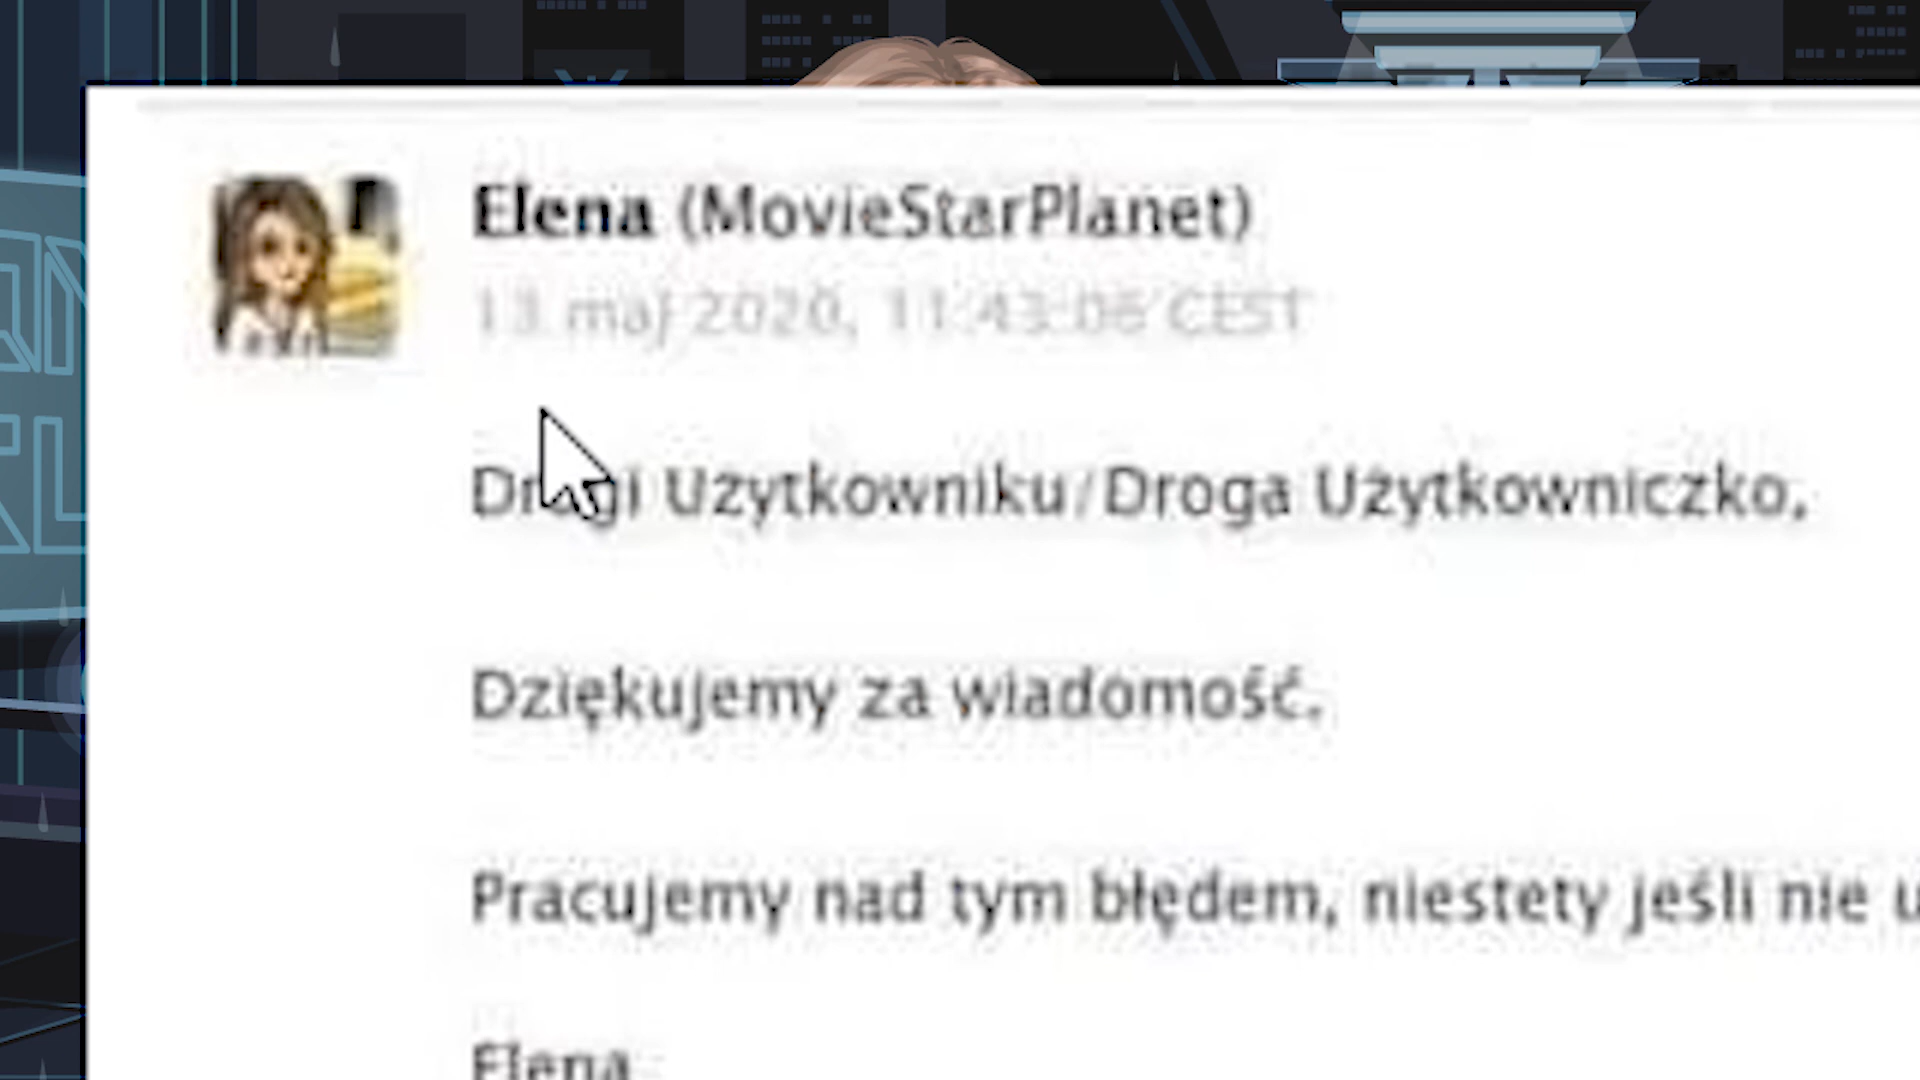 Elena (MovieStarPlanet)
13 maj 2020, 11:43:06 CEST
Drogi Użytkowniku/Droga Użytkowniczko,
Dziękujemy za wiadomość.
Pracujemy nad tym błędem, niestety jeśli nie
Elena